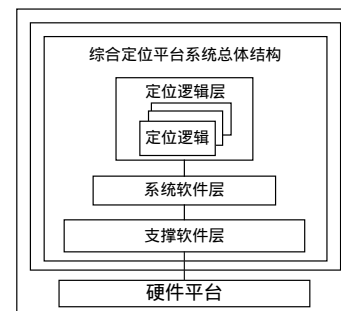 综合定位平台系统总体结构
定位逻辑层
定位逻辑
系统软件层
支撑软件层
硬件平台